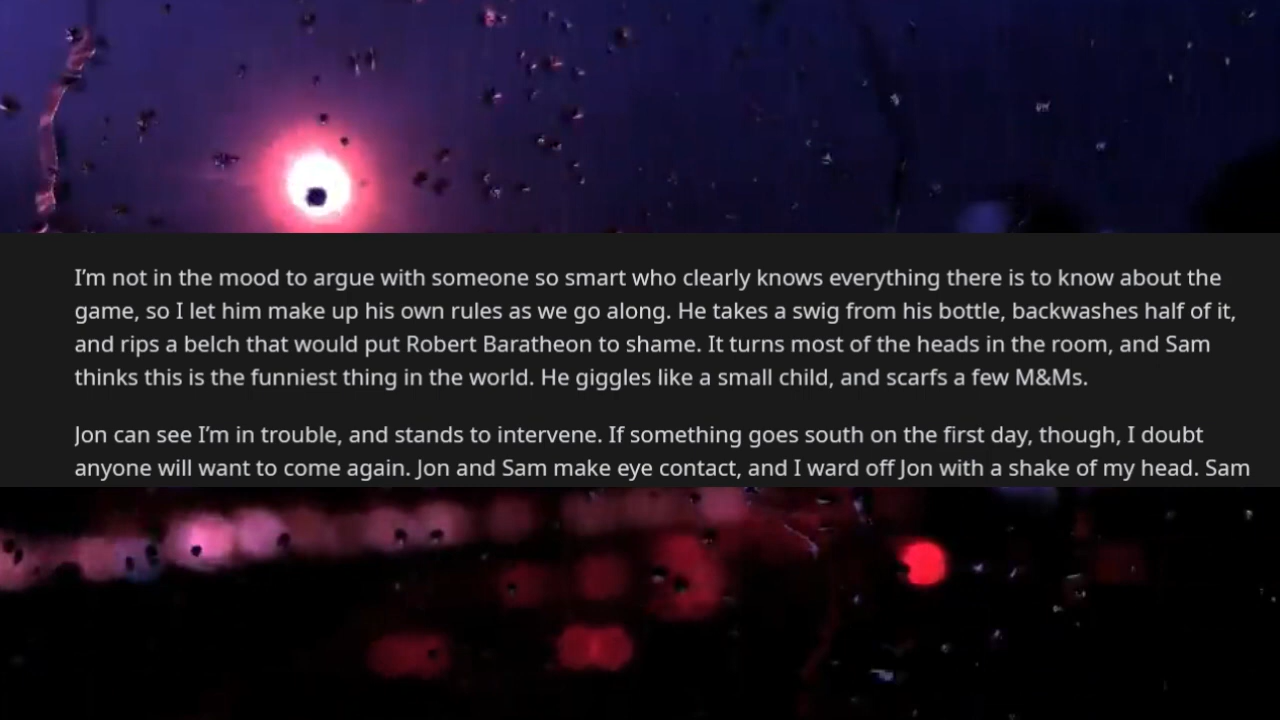 I’m not in the mood to argue with someone so smart who clearly knows everything there is to know about the
game, so I let him make up his own rules as we go along. He takes a swig from his bottle, backwashes half of it,
and rips a belch that would put Robert Baratheon to shame. It turns most of the heads in the room, and Sam
thinks this is the funniest thing in the world. He giggles like a small child, and scarfs a few M&Ms.
Jon can see I’m in trouble, and stands to intervene. If something goes south on the first day, though, I doubt
anyone will want to come again. Jon and Sam make eye contact, and I ward off Jon with a shake of my head. Sam